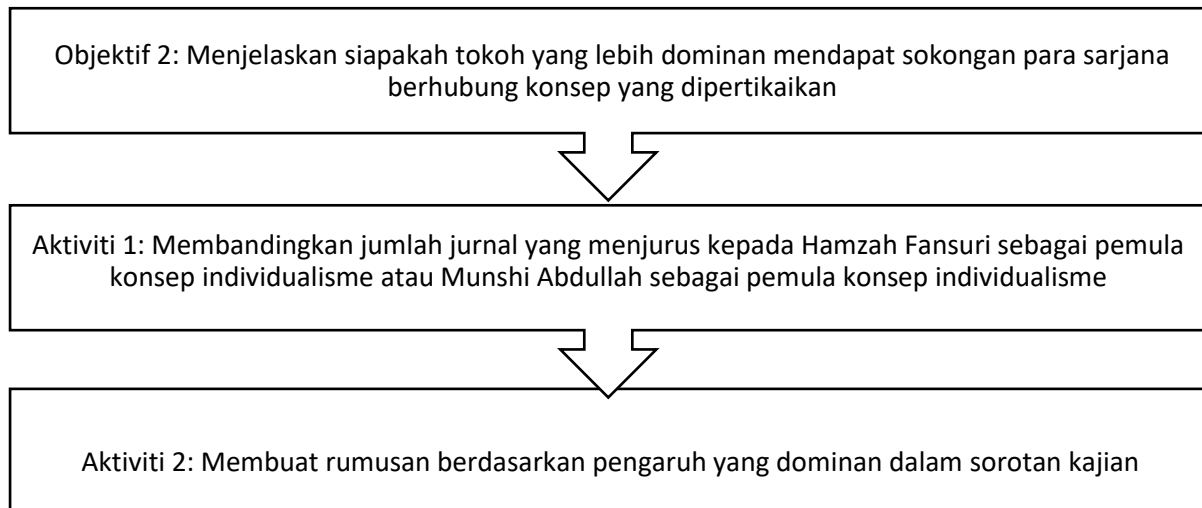 Objektif 2: Menjelaskan siapakah tokoh yang lebih dominan mendapat sokongan para sarjana
berhubung konsep yang dipertikaikan
Aktiviti 1: Membandingkan jumlah jurnal yang menjurus kepada Hamzah Fansuri sebagai pemula
konsep individualisme atau Munshi Abdullah sebagai pemula konsep individualisme
Aktiviti 2: Membuat rumusan berdasarkan pengaruh yang dominan dalam sorotan kajian